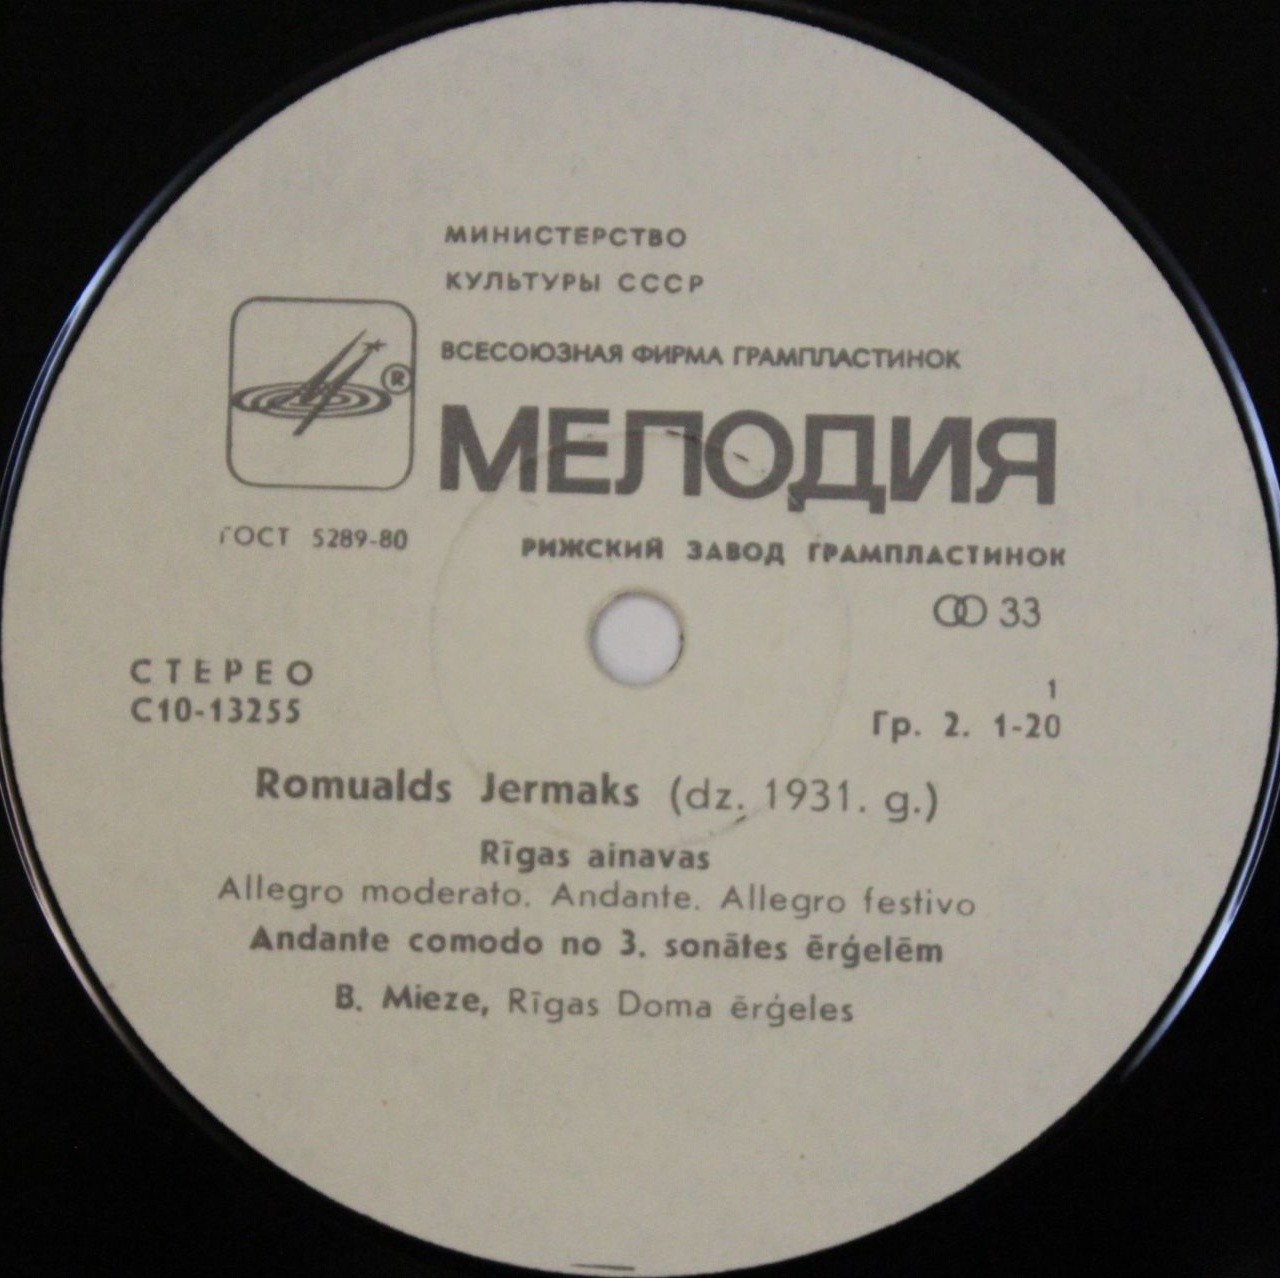 МИНИСТЕРСТВО
КУЛЬТУРЫ СССР
ВСЕСОЮЗНАЯ ФИРМА ГРАМПЛАСТИНОК
®
МЕЛОДИЯ
ГОСТ 5289-80
РИЖСКИЙ ЗАВОД ГРАМПЛАСТИНОК
33
СТЕРЕО
С10-13255
1
Гр. 2. 1-20
Romualds Jermaks (dz. 1931. g.)
Rīgas ainavas
Allegro moderato. Andante. Allegro festivo
Andante comodo no 3. sonātes ērģelēm
B. Mieze, Rīgas Doma ērģeles